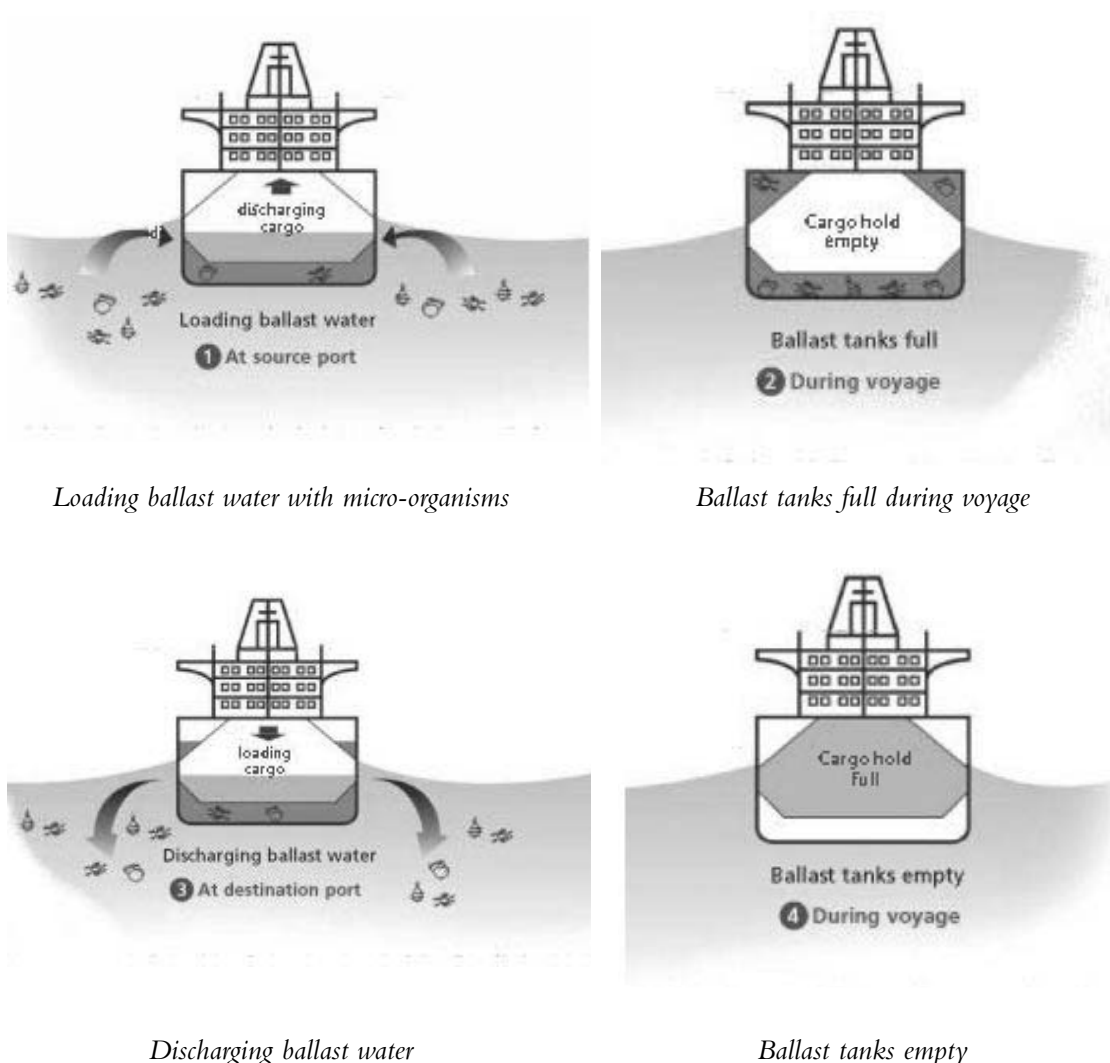 discharging
cargo
Loading ballast water
1 At source port
Loading ballast water with micro-organisms
Cargo hold
empty
Ballast tanks full
2 During voyage
Ballast tanks full during voyage
loading
cargo
Discharging ballast water
3 At destination port
Discharging ballast water
Cargo hold
Full
Ballast tanks empty
4 During voyage
Ballast tanks empty